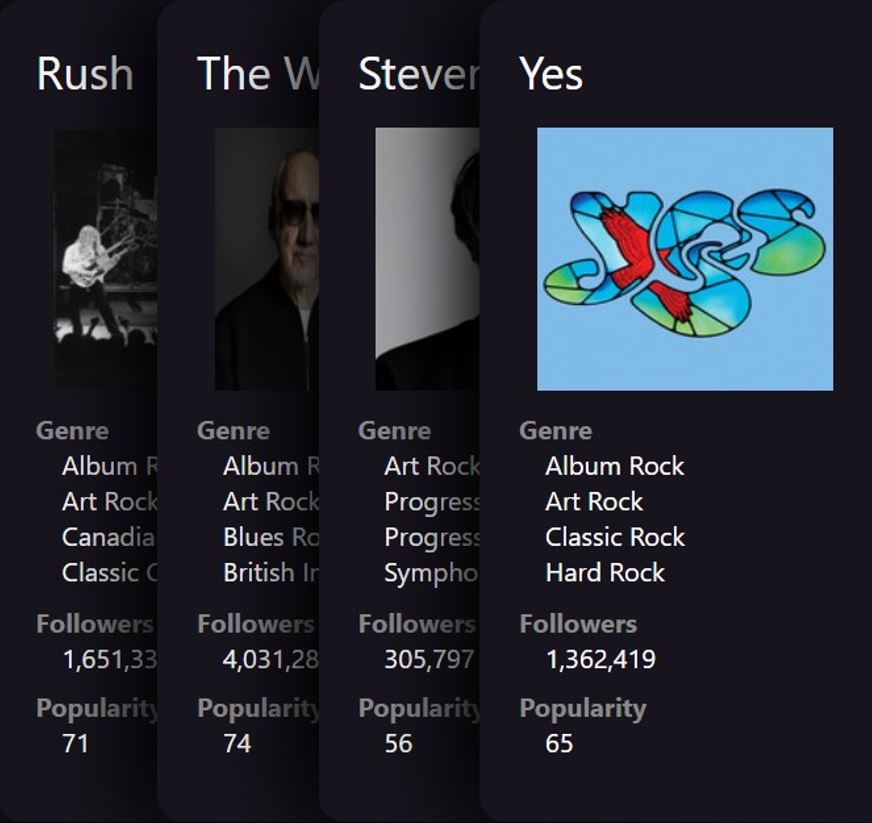 Rush
Genre
Album R
Art Rock
Canadia
Classic C
Followers
1,651,33
Popularity
71
The W
Genre
Album R
Art Rock
Blues Ro
British In
Followers
4,031,28
Popularity
74
Steven
Genre
Art Rock
Progress
Progress
Sympho
Followers
305,797
Popularity
56
Yes
YES
Genre
Album Rock
Art Rock
Classic Rock
Hard Rock
Followers
1,362,419
Popularity
65